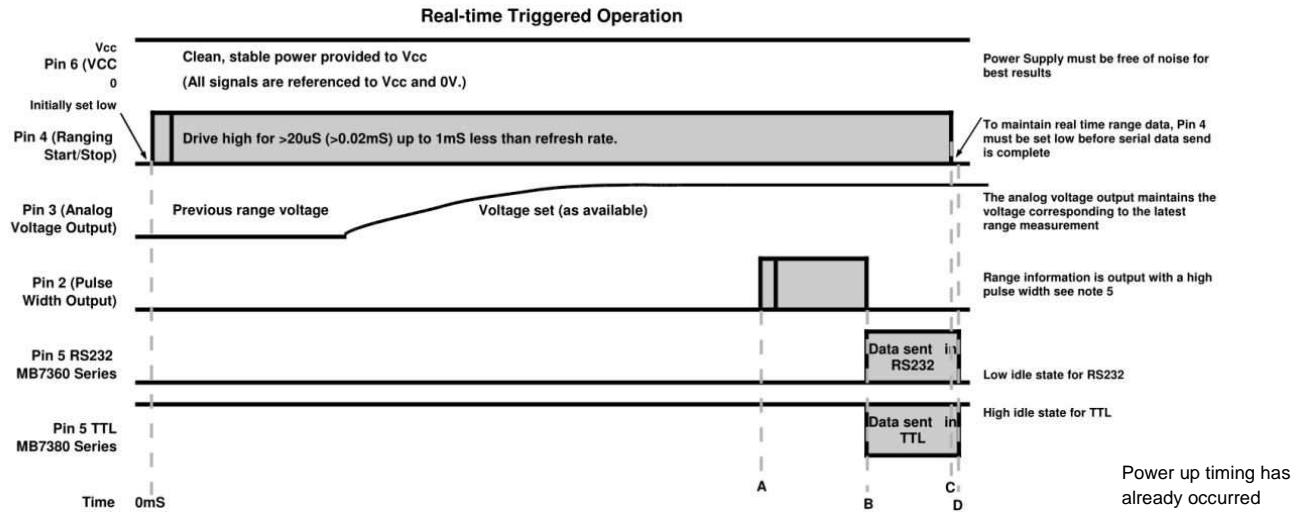 Real-time Triggered Operation
Vcc
Pin 6 (VCC
0
Clean, stable power provided to Vcc
(All signals are referenced to Vcc and 0V.)
Power Supply must be free of noise for
best results
Initially set low
Pin 4 (Ranging
Start/Stop)
Drive high for >20uS (>0.02mS) up to 1mS less than refresh rate.
To maintain real time range data, Pin 4
must be set low before serial data send
is complete
Pin 3 (Analog
Voltage Output)
Previous range voltage
Voltage set (as available)
The analog voltage output maintains the
voltage corresponding to the latest
range measurement
Pin 2 (Pulse
Width Output)
Range information is output with a high
pulse width see note 5
Pin 5 RS232
MB7360 Series
Data sent in
RS232
Low idle state for RS232
Pin 5 TTL
MB7380 Series
Data sent in
TTL
High idle state for TTL
Time
0mS
A
B
C
D
Power up timing has
already occurred